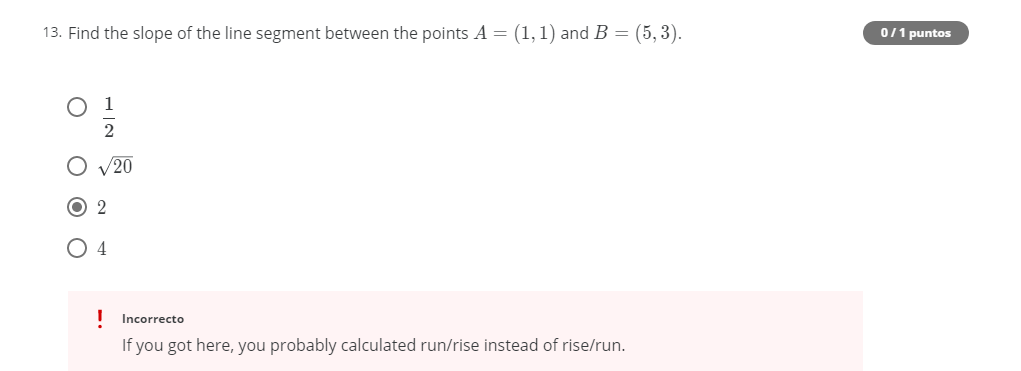 13. Find the slope of the line segment between the points A = (1, 1) and B = (5, 3).
0 / 1 puntos
1
2
√20
2
4
! Incorrecto
If you got here, you probably calculated run/rise instead of rise/run.